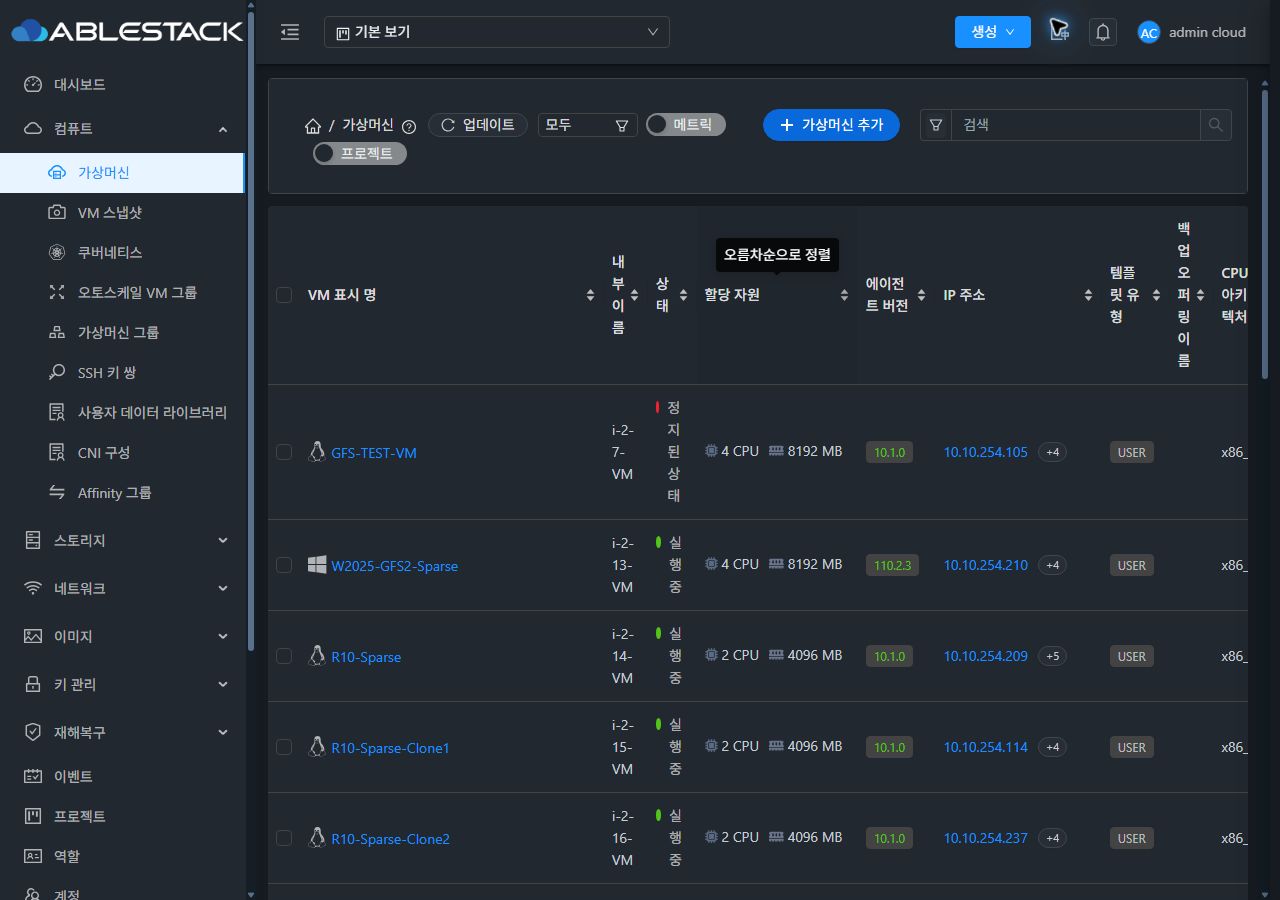 ABLESTACK
기본 보기
생성
AC admin cloud
대시보드
컴퓨트
가상머신
VM 스냅샷
쿠버네티스
오토스케일 VM 그룹
가상머신 그룹
SSH 키 쌍
사용자 데이터 라이브러리
CNI 구성
Affinity 그룹
스토리지
네트워크
이미지
키 관리
재해복구
이벤트
프로젝트
역할
계정
/ 가상머신 업데이트 모두 메트릭
프로젝트
가상머신 추가
검색
오름차순으로 정렬
VM 표시 명
내부 이름
상태
할당 자원
에이전트 버전
IP 주소
템플릿 유형
백업 오퍼링 이름
CPU 아키텍처
GFS-TEST-VM i-2-7-VM 정지된 상태 4 CPU 8192 MB 10.1.0 10.10.254.105 +4 USER x86_
W2025-GFS2-Sparse i-2-13-VM 실행 중 4 CPU 8192 MB 110.2.3 10.10.254.210 +4 USER x86_
R10-Sparse i-2-14-VM 실행 중 2 CPU 4096 MB 10.1.0 10.10.254.209 +5 USER x86_
R10-Sparse-Clone1 i-2-15-VM 실행 중 2 CPU 4096 MB 10.1.0 10.10.254.114 +4 USER x86_
R10-Sparse-Clone2 i-2-16-VM 실행 중 2 CPU 4096 MB 10.1.0 10.10.254.237 +4 USER x86_